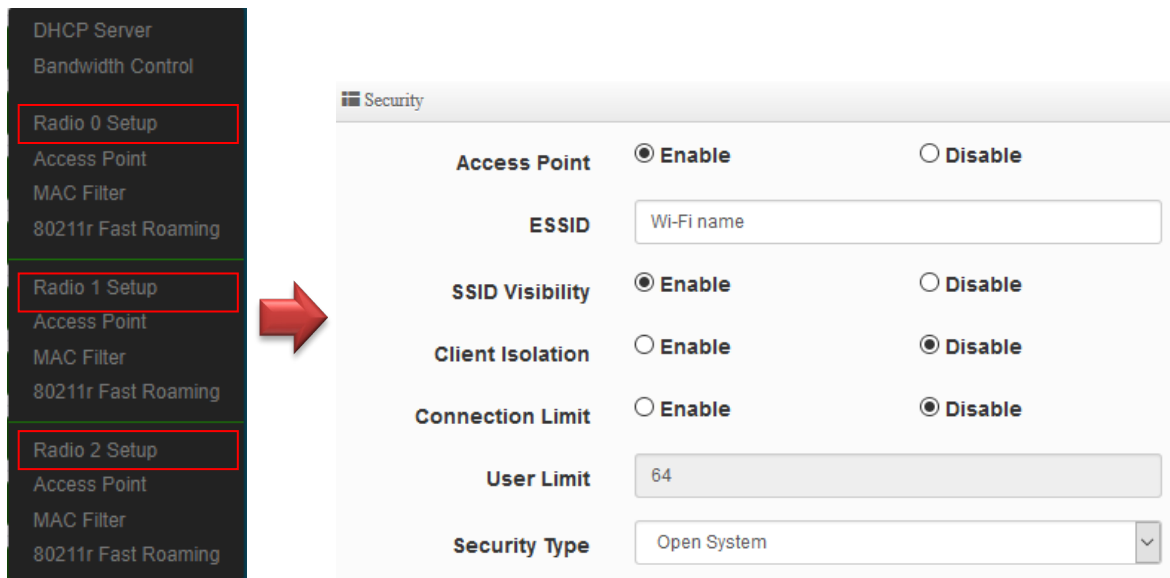 DHCP Server
Bandwidth Control
Radio 0 Setup
Access Point
MAC Filter
80211r Fast Roaming
Radio 1 Setup
Access Point
MAC Filter
80211r Fast Roaming
Radio 2 Setup
Access Point
MAC Filter
80211r Fast Roaming
Security
Access Point Enable Disable
ESSID Wi-Fi name
SSID Visibility Enable Disable
Client Isolation Enable Disable
Connection Limit Enable Disable
User Limit 64
Security Type Open System